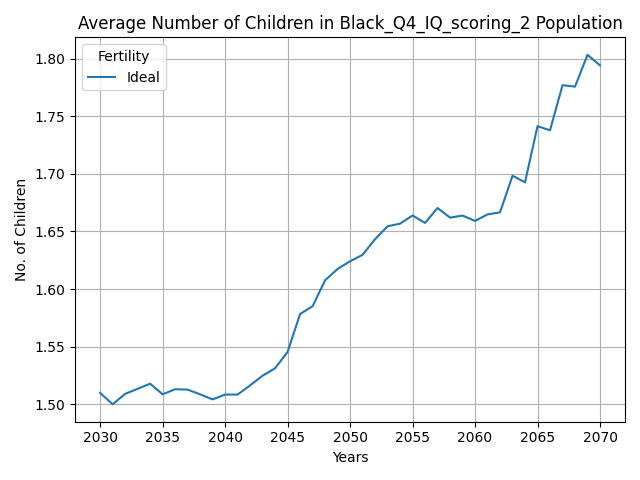 Average Number of Children in Black_Q4_IQ_scoring_2 Population
Fertility
Ideal
1.80
1.75
1.70
1.65
1.60
1.55
1.50
No. of Children
2030 2035 2040 2045 2050 2055 2060 2065 2070
Years